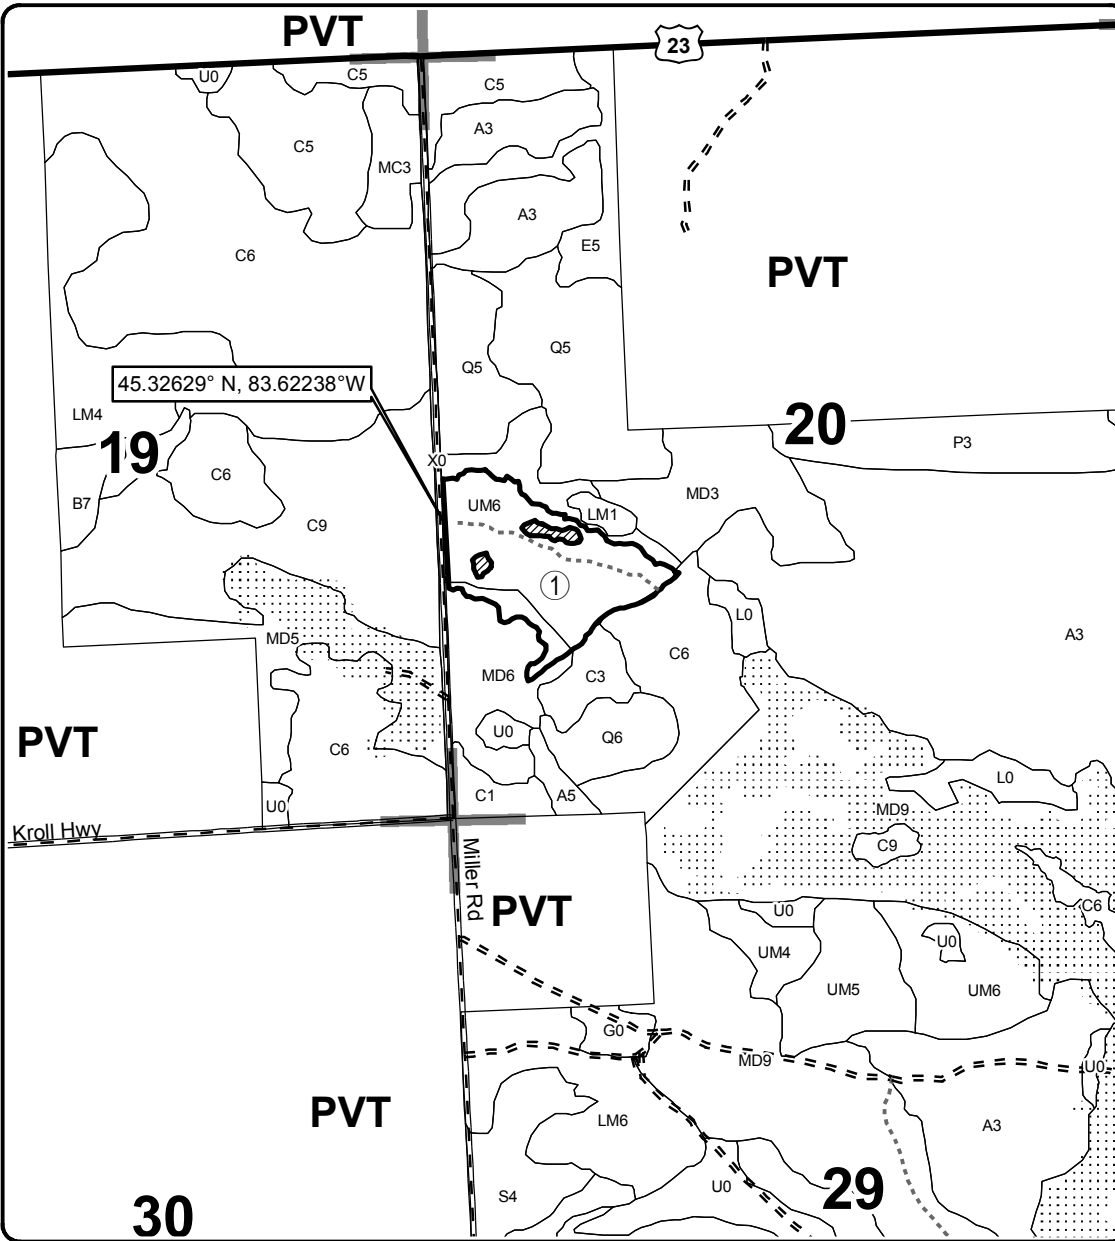 PVT
23
U0
C5
C5
A3
C5
MC3
A3
E5
C6
PVT
Q5
Q5
45.32629° N, 83.62238°W
LM4
19
20
P3
X0
C6
B7
UM6
LM1
MD3
C9
1
L0
MD5
A3
C6
MD6
C3
PVT
U0
Q6
C6
L0
U0
C1
A5
MD9
Kroll Hwy
C9
Miller Rd
PVT
U0
C6
UM4
U0
UM5
UM6
G0
MD9
U0
PVT
LM6
A3
S4
U0
29
30